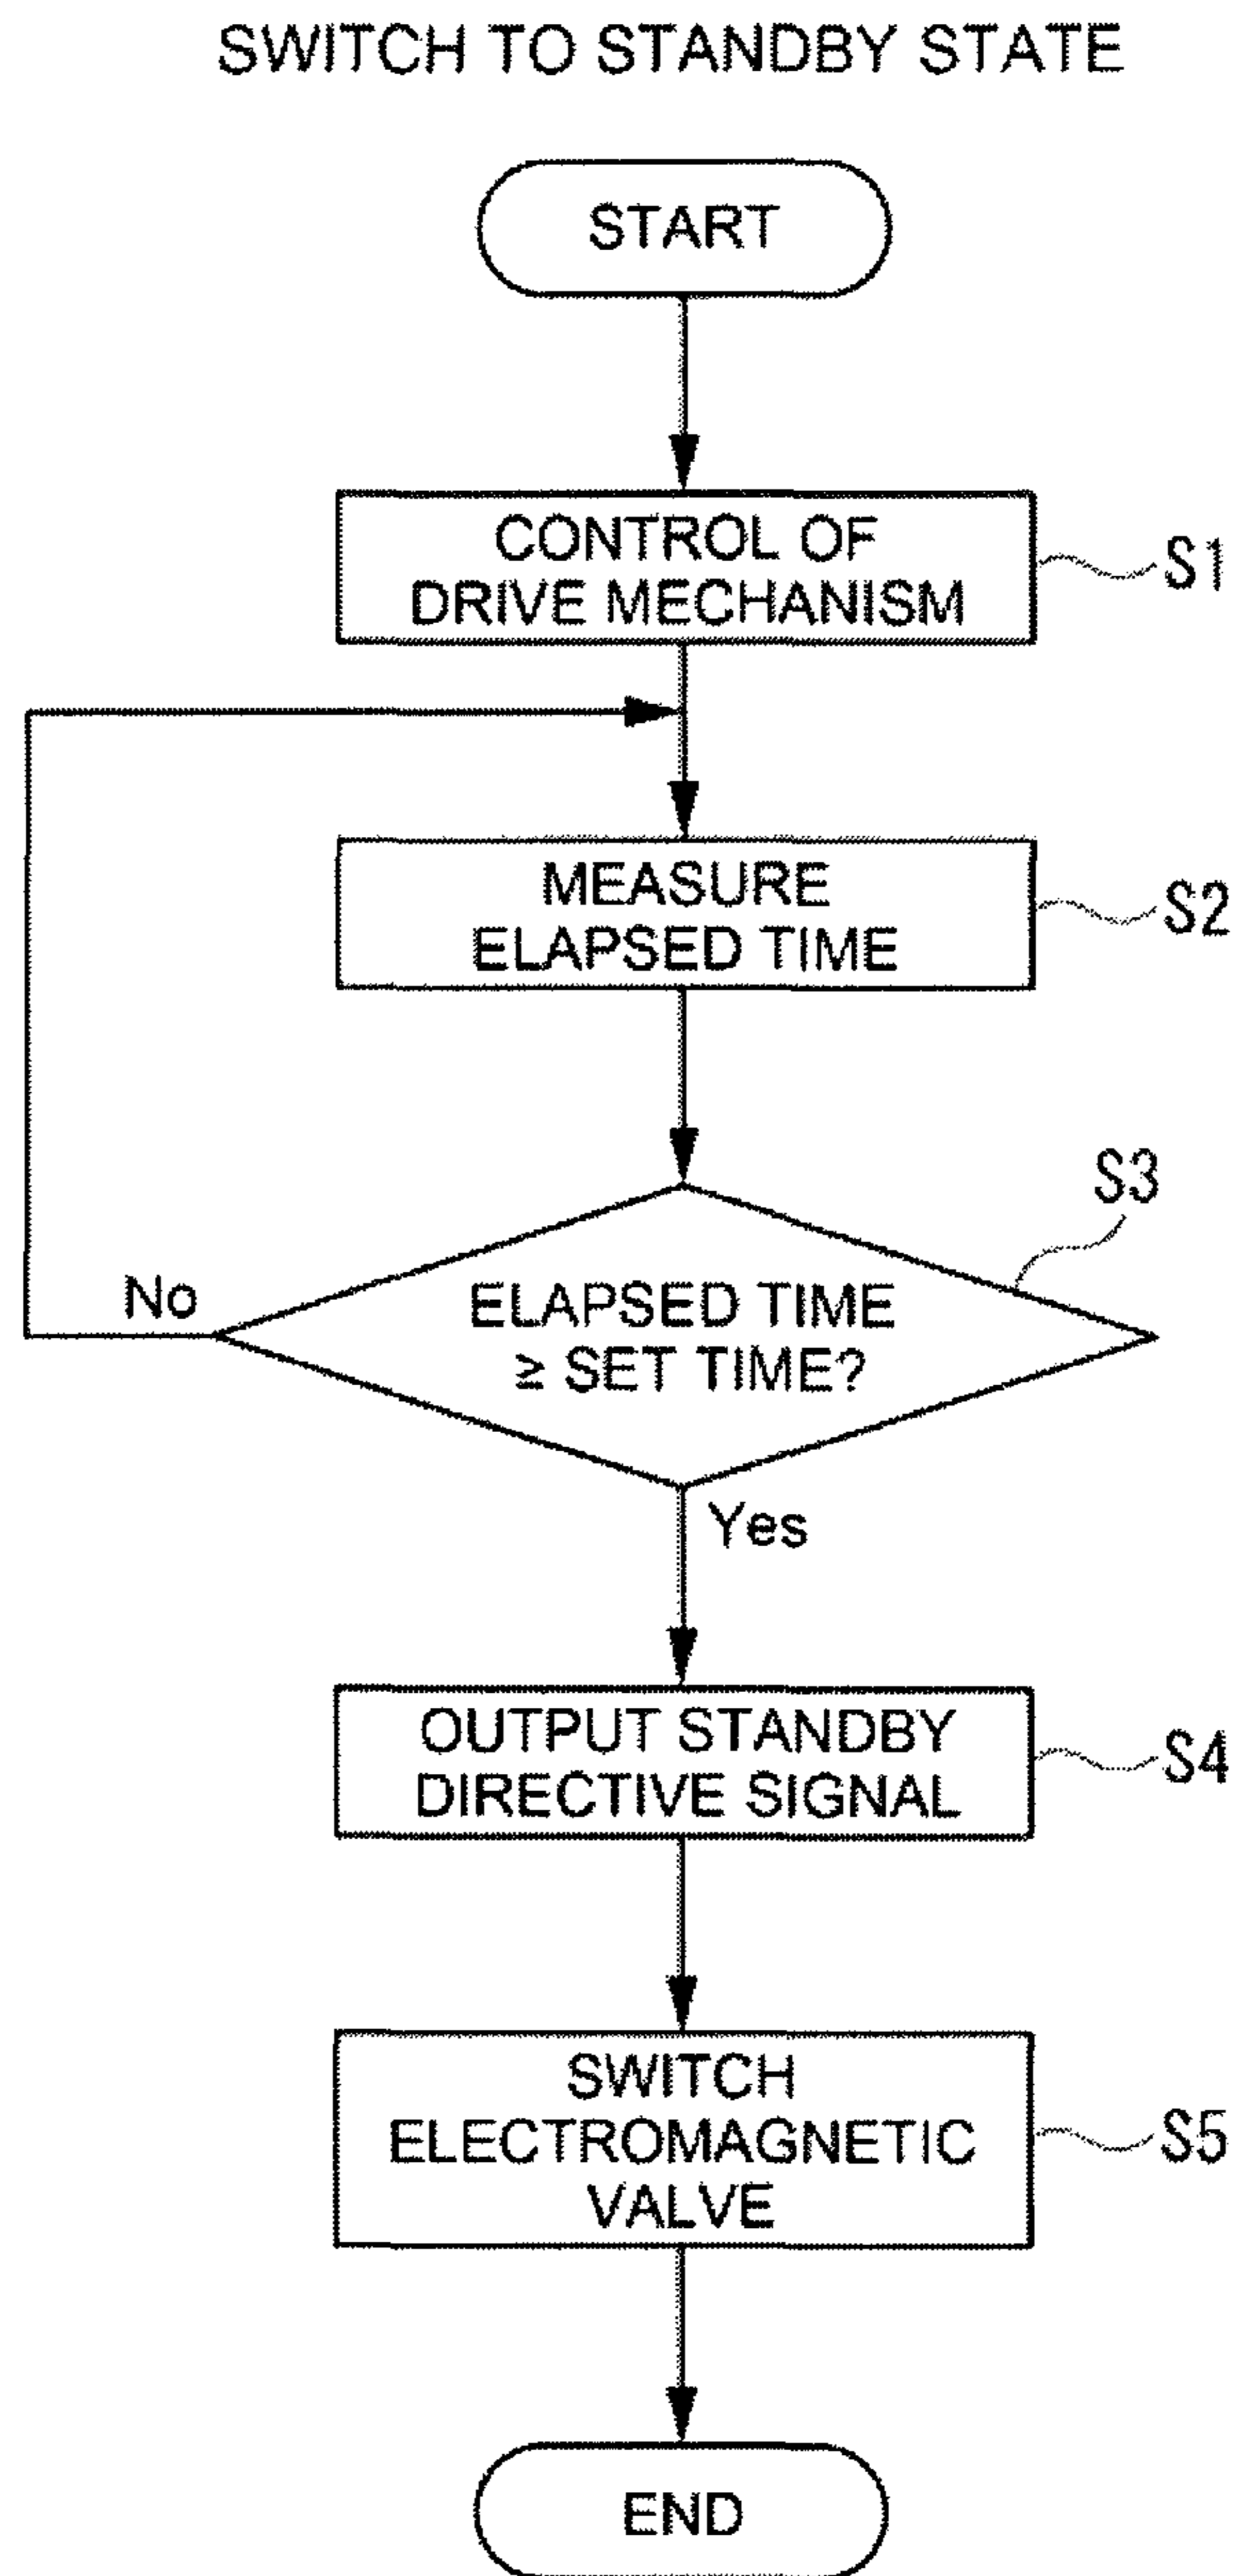 SWITCH TO STANDBY STATE
START
CONTROL OF
DRIVE MECHANISM
S1
MEASURE
ELAPSED TIME
S2
S3
ELAPSED TIME
≥ SET TIME?
No
Yes
OUTPUT STANDBY
DIRECTIVE SIGNAL
S4
SWITCH
ELECTROMAGNETIC
VALVE
S5
END